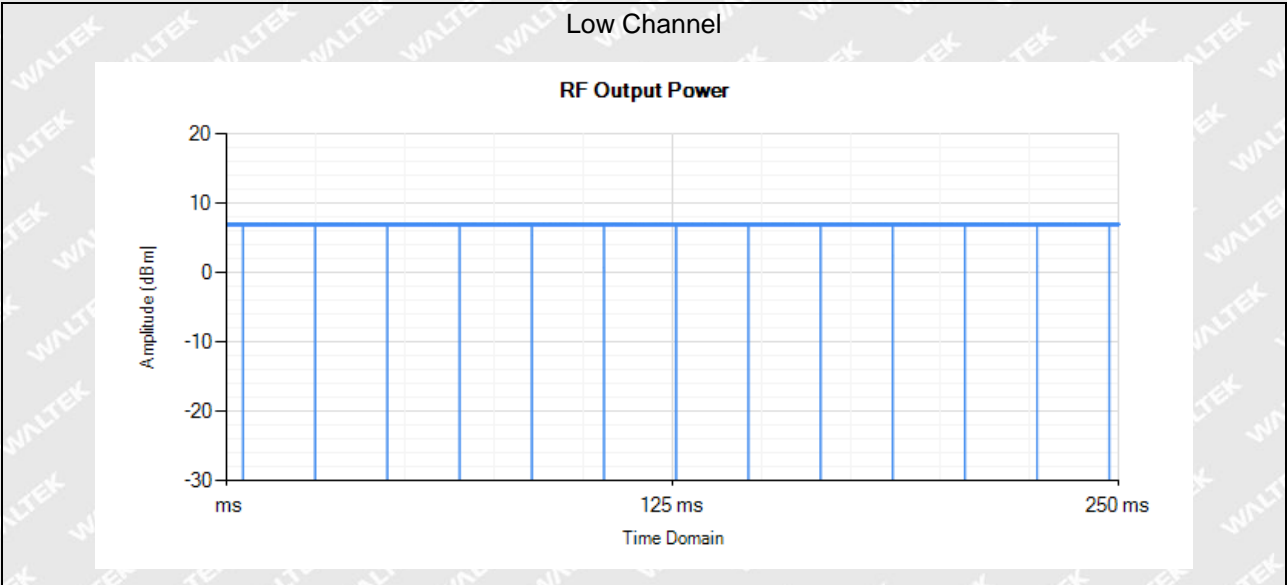 Low Channel
RF Output Power
Amplitude (dBm)
20
10
0
-10
-20
-30
ms 125 ms 250 ms
Time Domain
WALTEK